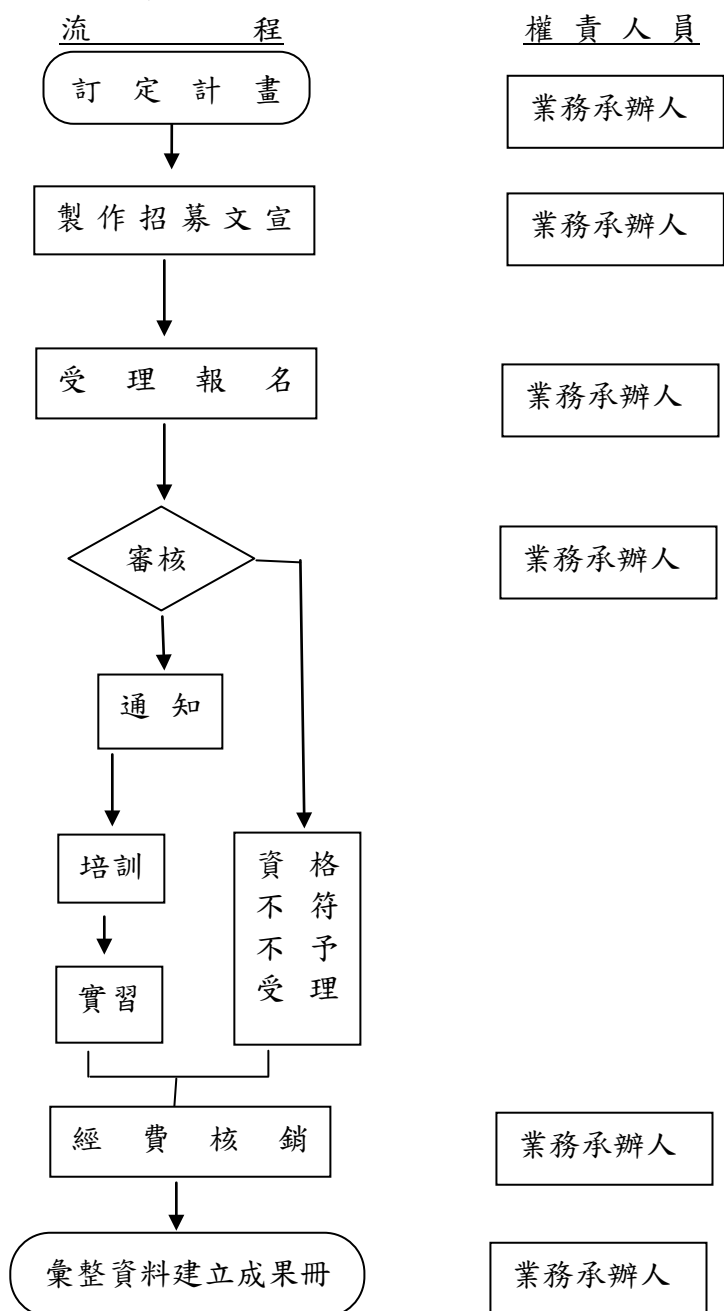 流程 權責人員
訂定計畫 業務承辦人
製作招募文宣 業務承辦人
受理報名 業務承辦人
審核 業務承辦人
通知
培訓
資格
不符
不予
受理
實習
經費核銷 業務承辦人
彙整資料建立成果冊 業務承辦人